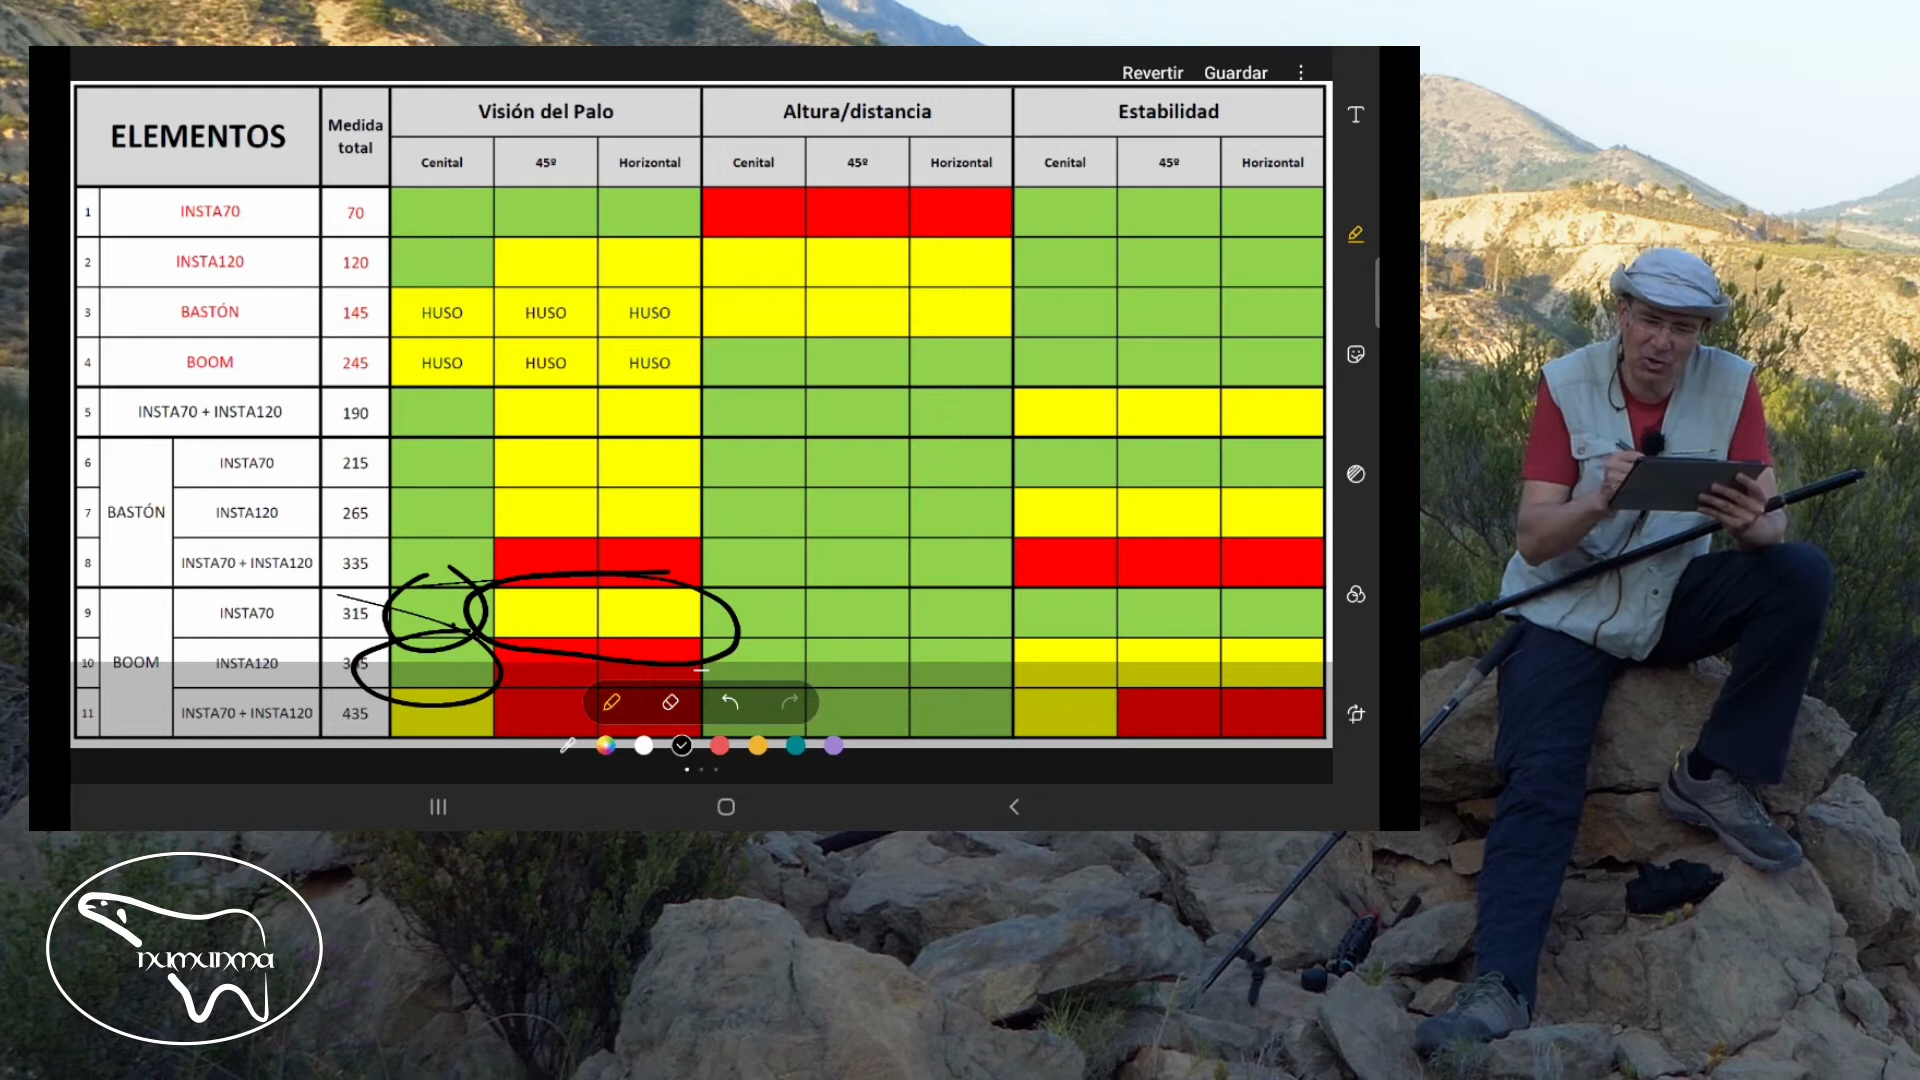 Revertir Guardar
ELEMENTOS Medida total Visión del Palo Altura/distancia Estabilidad
Cenital 45º Horizontal Cenital 45º Horizontal Cenital 45º Horizontal
1 INSTA70 70
2 INSTA120 120
3 BASTÓN 145 HUSO HUSO HUSO
4 BOOM 245 HUSO HUSO HUSO
5 INSTA70 + INSTA120 190
6 INSTA70 215
7 BASTÓN INSTA120 265
8 INSTA70 + INSTA120 335
9 INSTA70 315
10 BOOM INSTA120
11 INSTA70 + INSTA120 435
numunma